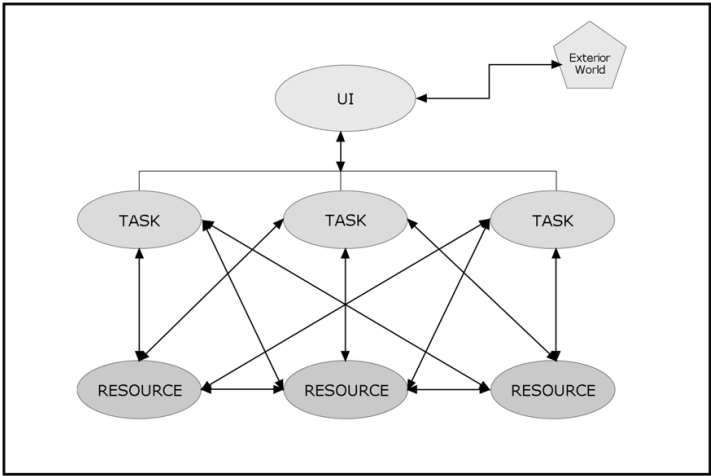 Exterior
World
UI
TASK
TASK
TASK
RESOURCE
RESOURCE
RESOURCE